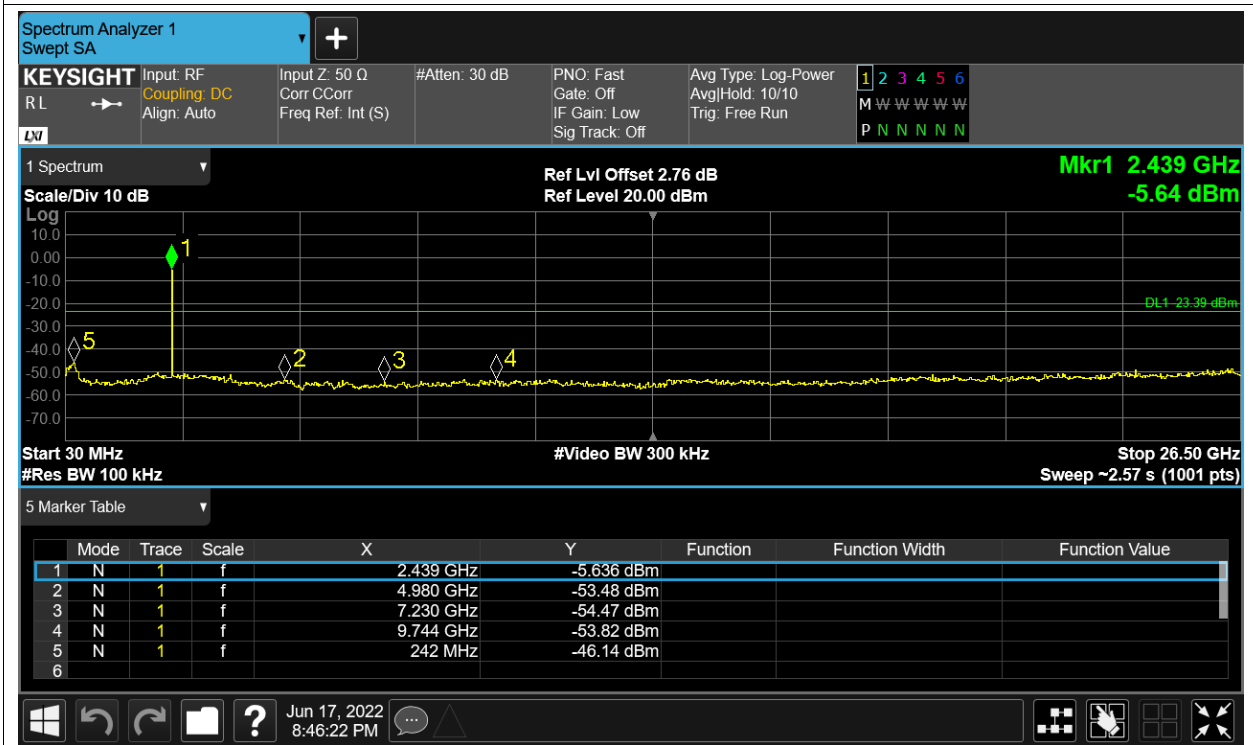 Spectrum Analyzer 1
Swept SA
+
KEYSIGHT Input: RF Input Z: 50 Ω #Atten: 30 dB PNO: Fast Avg Type: Log-Power 1 2 3 4 5 6
R L Coupling: DC Corr CCorr Gate: Off Avg|Hold: 10/10 M W W W W W
Align: Auto Freq Ref: Int (S) IF Gain: Low Trig: Free Run
LXI Sig Track: Off P N N N N N
1 Spectrum Ref Lvl Offset 2.76 dB Mkr1 2.439 GHz
Scale/Div 10 dB Ref Level 20.00 dBm -5.64 dBm
Log
10.0
1
0.00
-10.0
-20.0 DL1 -23.39 dBm
-30.0
5
-40.0
2 3 4
-50.0
-60.0
-70.0
Start 30 MHz #Video BW 300 kHz Stop 26.50 GHz
#Res BW 100 kHz Sweep ~2.57 s (1001 pts)
5 Marker Table
Mode Trace Scale X Y Function Function Width Function Value
1 N 1 f 2.439 GHz -5.636 dBm
2 N 1 f 4.980 GHz -53.48 dBm
3 N 1 f 7.230 GHz -54.47 dBm
4 N 1 f 9.744 GHz -53.82 dBm
5 N 1 f 242 MHz -46.14 dBm
6
? Jun 17, 2022
8:46:22 PM